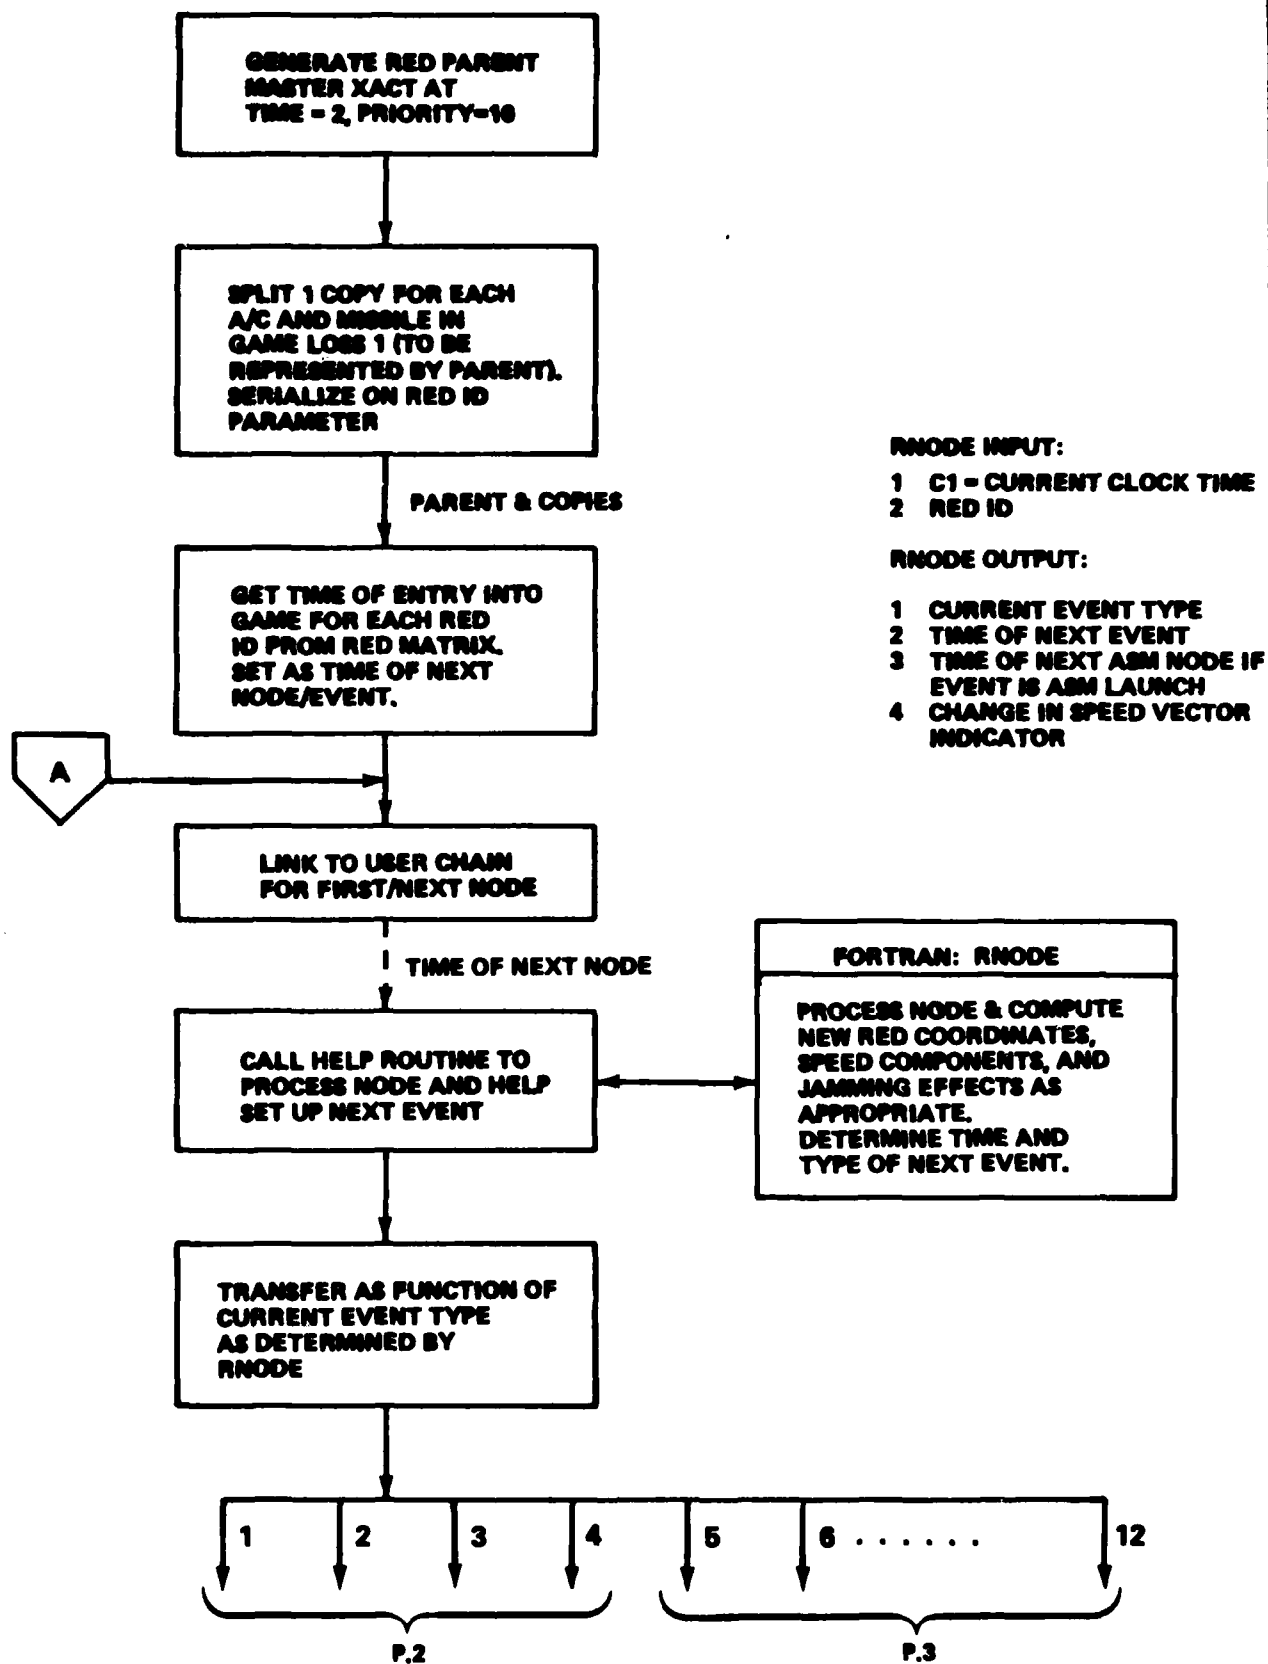 GENERATE RED PARENT
MASTER XACT AT
TIME = 2, PRIORITY=16
SPLIT 1 COPY FOR EACH
A/C AND MISSILE IN
GAME LOSS 1 (TO BE
REPRESENTED BY PARENT).
SERIALIZE ON RED ID
PARAMETER
PARENT & COPIES
GET TIME OF ENTRY INTO
GAME FOR EACH RED
ID FROM RED MATRIX.
SET AS TIME OF NEXT
NODE/EVENT.
A
LINK TO USER CHAIN
FOR FIRST/NEXT NODE
TIME OF NEXT NODE
CALL HELP ROUTINE TO
PROCESS NODE AND HELP
SET UP NEXT EVENT
FORTRAN: RNODE
PROCESS NODE & COMPUTE
NEW RED COORDINATES,
SPEED COMPONENTS, AND
JAMMING EFFECTS AS
APPROPRIATE.
DETERMINE TIME AND
TYPE OF NEXT EVENT.
TRANSFER AS FUNCTION OF
CURRENT EVENT TYPE
AS DETERMINED BY
RNODE
RNODE INPUT:
1 C1 = CURRENT CLOCK TIME
2 RED ID
RNODE OUTPUT:
1 CURRENT EVENT TYPE
2 TIME OF NEXT EVENT
3 TIME OF NEXT ASM NODE IF
EVENT IS ASM LAUNCH
4 CHANGE IN SPEED VECTOR
INDICATOR
1 2 3 4 5 6 . . . . . . 12
P.2 P.3